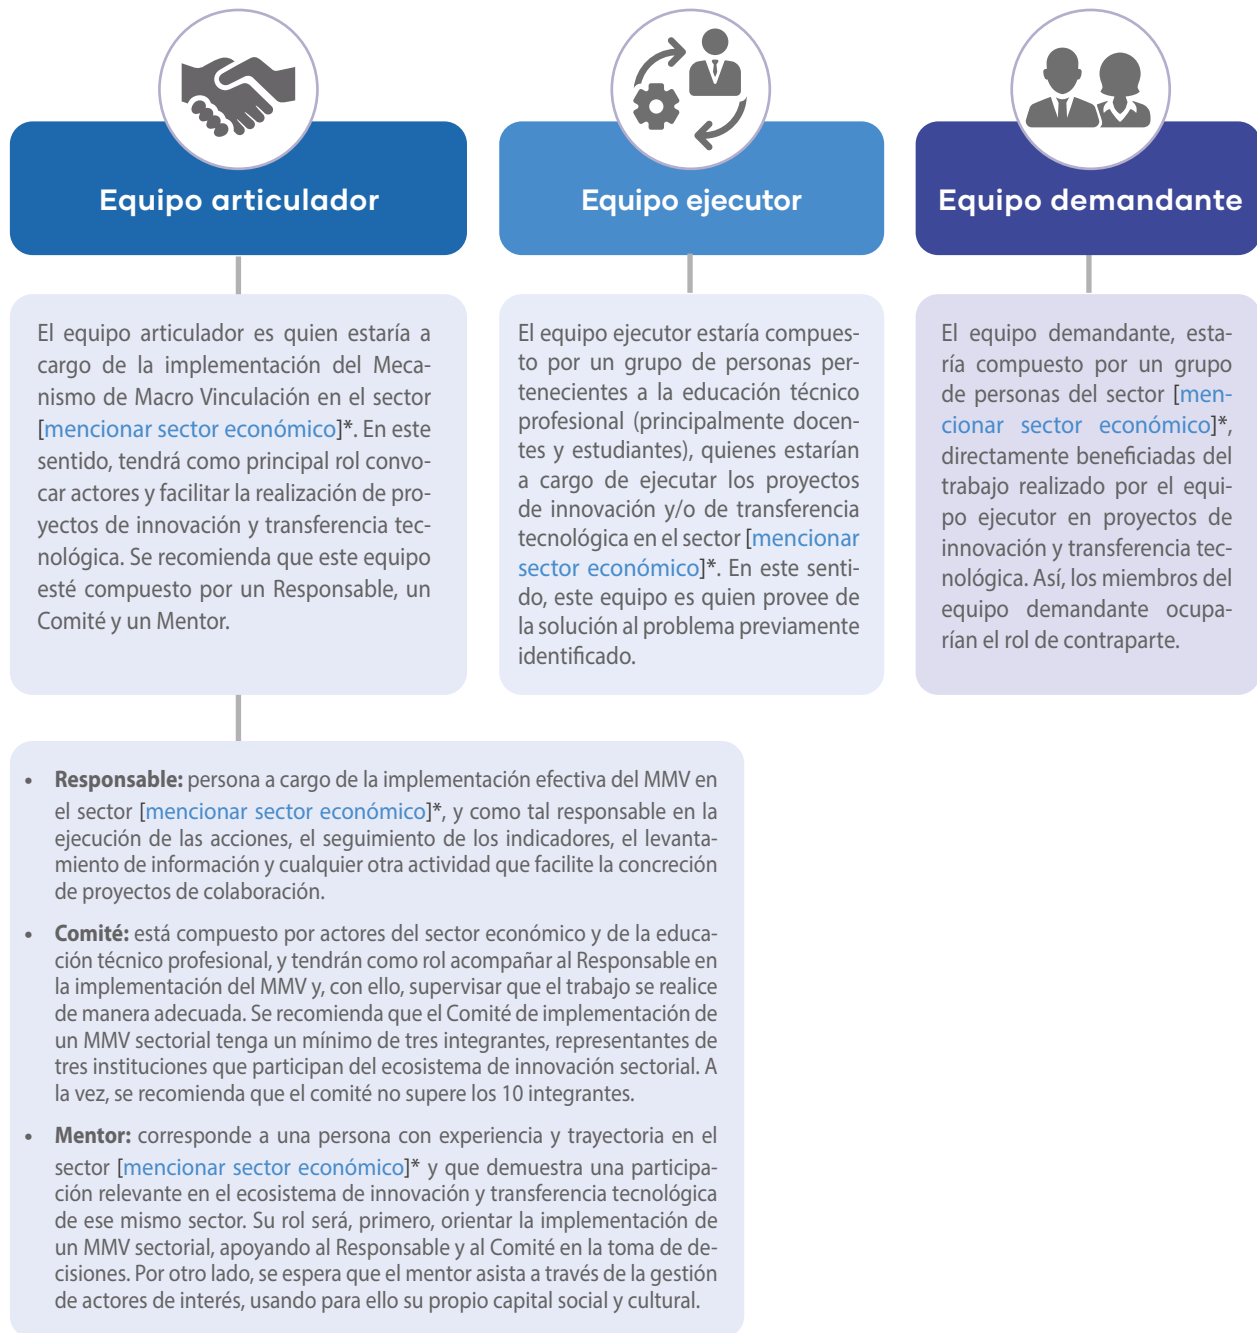 Equipo articulador
El equipo articulador es quien estaría a
cargo de la implementación del Meca-
nismo de Macro Vinculación en el sector
[mencionar sector económico]*. En este
sentido, tendrá como principal rol convo-
car actores y facilitar la realización de pro-
yectos de innovación y transferencia tec-
nológica. Se recomienda que este equipo
esté compuesto por un Responsable, un
Comité y un Mentor.
Equipo ejecutor
El equipo ejecutor estaría compues-
to por un grupo de personas per-
tenecientes a la educación técnico
profesional (principalmente docen-
tes y estudiantes), quienes estarían
a cargo de ejecutar los proyectos
de innovación y/o de transferencia
tecnológica en el sector [mencionar
sector económico]*. En este senti-
do, este equipo es quien provee de
la solución al problema previamente
identificado.
Equipo demandante
El equipo demandante, esta-
ría compuesto por un grupo
de personas del sector [men-
cionar sector económico]*,
directamente beneficiadas del
trabajo realizado por el equi-
po ejecutor en proyectos de
innovación y transferencia tec-
nológica. Así, los miembros del
equipo demandante ocupa-
rían el rol de contraparte.
• Responsable: persona a cargo de la implementación efectiva del MMV en
el sector [mencionar sector económico]*, y como tal responsable en la
ejecución de las acciones, el seguimiento de los indicadores, el levanta-
miento de información y cualquier otra actividad que facilite la concreción
de proyectos de colaboración.
• Comité: está compuesto por actores del sector económico y de la educa-
ción técnico profesional, y tendrán como rol acompañar al Responsable en
la implementación del MMV y, con ello, supervisar que el trabajo se realice
de manera adecuada. Se recomienda que el Comité de implementación de
un MMV sectorial tenga un mínimo de tres integrantes, representantes de
tres instituciones que participan del ecosistema de innovación sectorial. A
la vez, se recomienda que el comité no supere los 10 integrantes.
• Mentor: corresponde a una persona con experiencia y trayectoria en el
sector [mencionar sector económico]* y que demuestra una participa-
ción relevante en el ecosistema de innovación y transferencia tecnológica
de ese mismo sector. Su rol será, primero, orientar la implementación de
un MMV sectorial, apoyando al Responsable y al Comité en la toma de de-
cisiones. Por otro lado, se espera que el mentor asista a través de la gestión
de actores de interés, usando para ello su propio capital social y cultural.